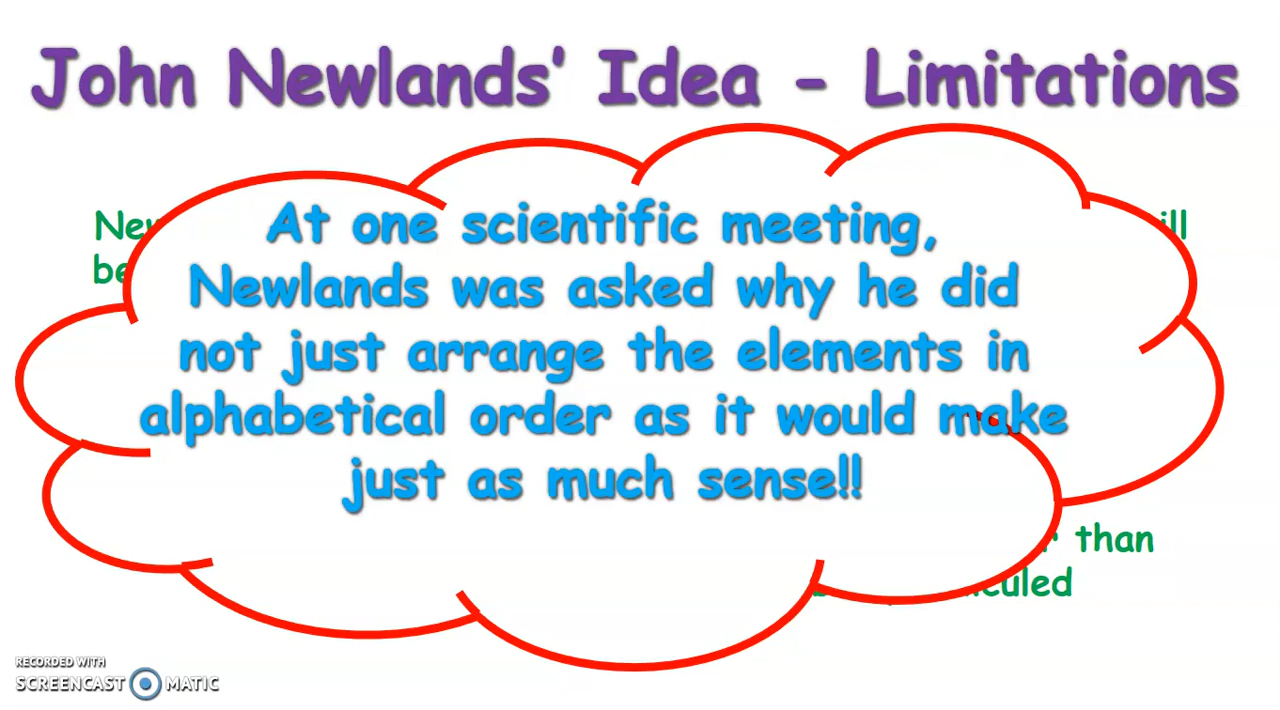 John Newlands' Idea - Limitations
At one scientific meeting,
Newlands was asked why he did
not just arrange the elements in
alphabetical order as it would make
just as much sense!!
than
RECORDED WITH
SCREENCAST MATIC